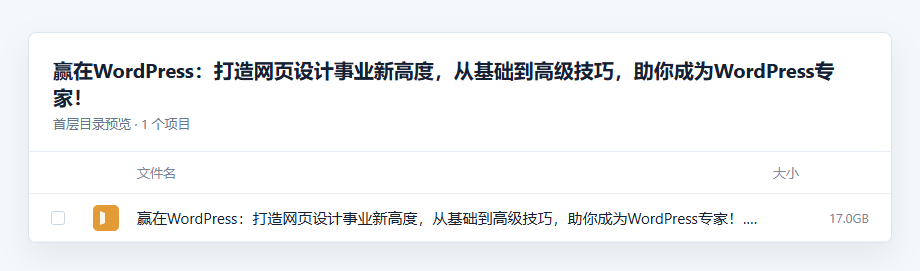 赢在WordPress：打造网页设计事业新高度，从基础到高级技巧，助你成为WordPress专
家！
首层目录预览 · 1 个项目
文件名 大小
赢在WordPress：打造网页设计事业新高度，从基础到高级技巧，助你成为WordPress专家！.... 17.0GB